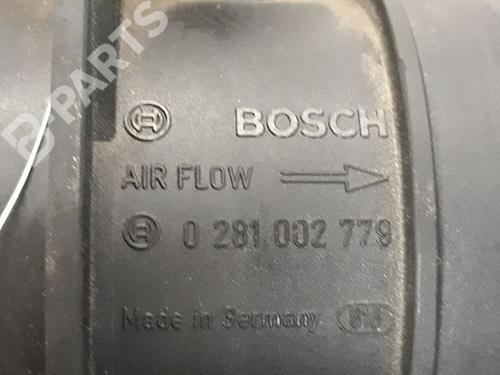 BOSCH
AIR FLOW
0 281 002 779
Made in Germany
B PARTS